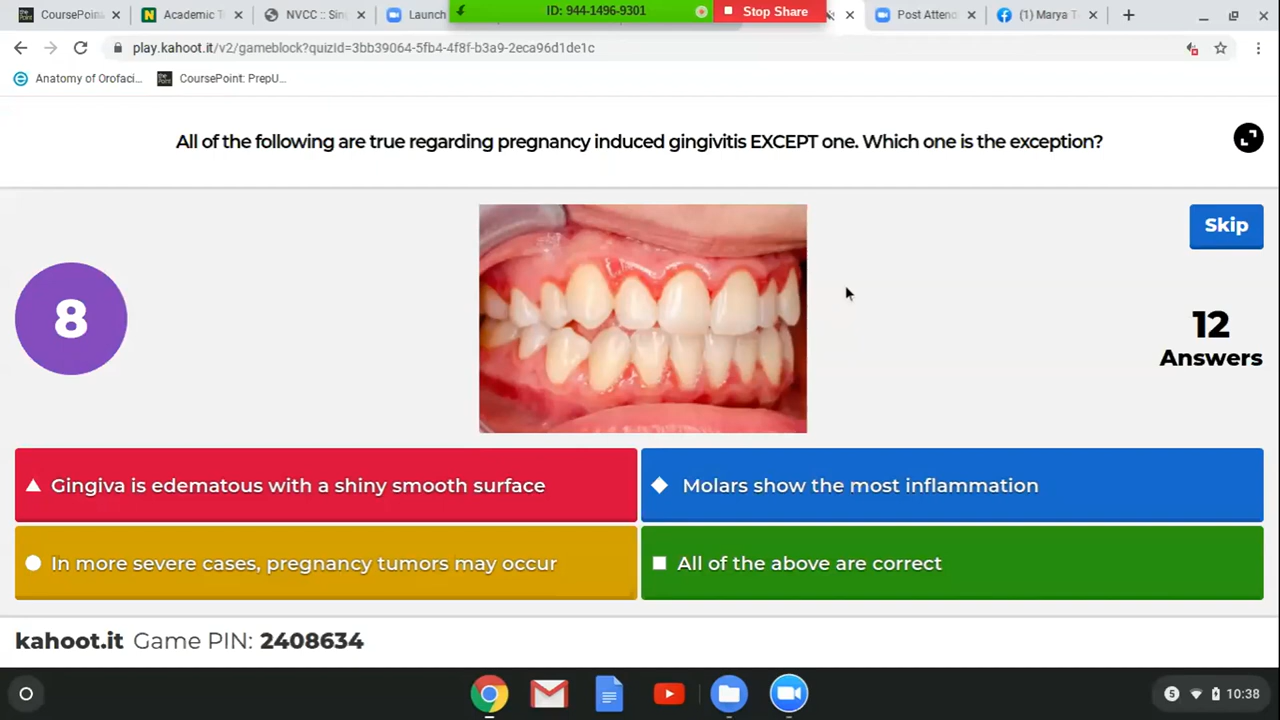 CoursePoin
Academic T
NVCC :: Sin
Launch
ID: 944-1496-9301
Stop Share
Post Atteno
(1) Marya T
play.kahoot.it/v2/gameblock?quizId=3bb39064-5fb4-4f8f-b3a9-2eca96d1de1c
Anatomy of Orofaci...
the Point
CoursePoint: PrepU...
All of the following are true regarding pregnancy induced gingivitis EXCEPT one. Which one is the exception?
Skip
8
12
Answers
Gingiva is edematous with a shiny smooth surface
Molars show the most inflammation
In more severe cases, pregnancy tumors may occur
All of the above are correct
kahoot.it Game PIN: 2408634
5
10:38